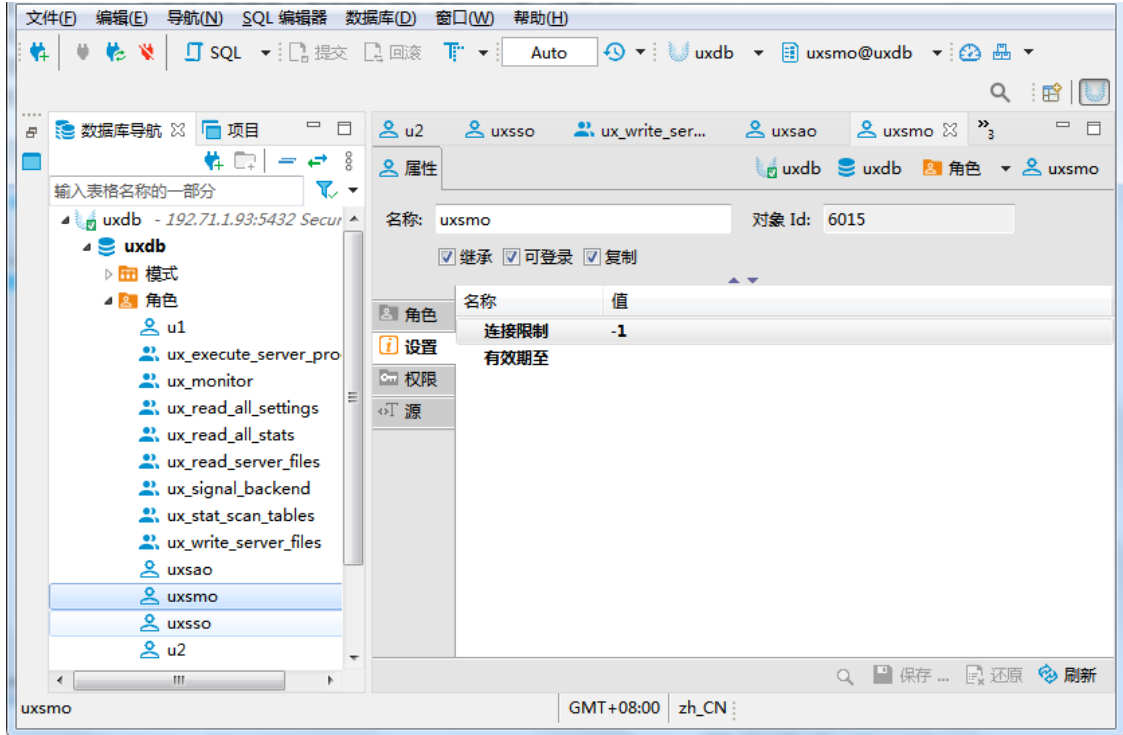 文件(F) 编辑(E) 导航(N) SQL 编辑器 数据库(D) 窗口(W) 帮助(H)
SQL 提交 回滚 Auto uxdb uxsmo@uxdb
数据库导航 项目
输入表格名称的一部分
uxdb - 192.71.1.93:5432 Secur
uxdb
模式
角色
u1
ux_execute_server_pro
ux_monitor
ux_read_all_settings
ux_read_all_stats
ux_read_server_files
ux_signal_backend
ux_stat_scan_tables
ux_write_server_files
uxsao
uxsmo
uxsso
u2
u2 uxsso ux_write_ser... uxsao uxsmo »3
属性 uxdb uxdb 角色 uxsmo
名称: uxsmo 对象 Id: 6015
继承 可登录 复制
角色
设置
权限
源
名称 值
连接限制 -1
有效期至
保存 ... 还原 刷新
uxsmo GMT+08:00 zh_CN